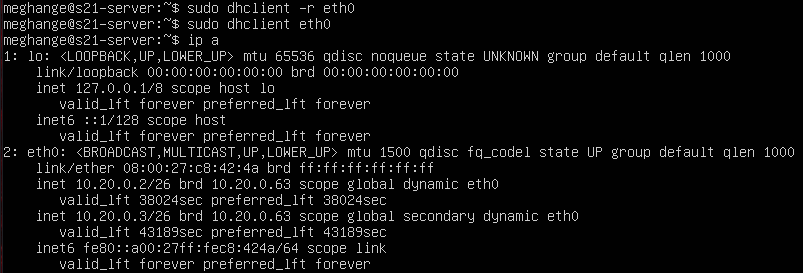 meghange@s21-server:~$ sudo dhclient -r eth0
meghange@s21-server:~$ sudo dhclient eth0
meghange@s21-server:~$ ip a
1: lo: <LOOPBACK,UP,LOWER_UP> mtu 65536 qdisc noqueue state UNKNOWN group default qlen 1000
    link/loopback 00:00:00:00:00:00 brd 00:00:00:00:00:00
    inet 127.0.0.1/8 scope host lo
       valid_lft forever preferred_lft forever
    inet6 ::1/128 scope host
       valid_lft forever preferred_lft forever
2: eth0: <BROADCAST,MULTICAST,UP,LOWER_UP> mtu 1500 qdisc fq_codel state UP group default qlen 1000
    link/ether 08:00:27:c8:42:4a brd ff:ff:ff:ff:ff:ff
    inet 10.20.0.2/26 brd 10.20.0.63 scope global dynamic eth0
       valid_lft 38024sec preferred_lft 38024sec
    inet 10.20.0.3/26 brd 10.20.0.63 scope global secondary dynamic eth0
       valid_lft 43189sec preferred_lft 43189sec
    inet6 fe80::a00:27ff:fec8:424a/64 scope link
       valid_lft forever preferred_lft forever